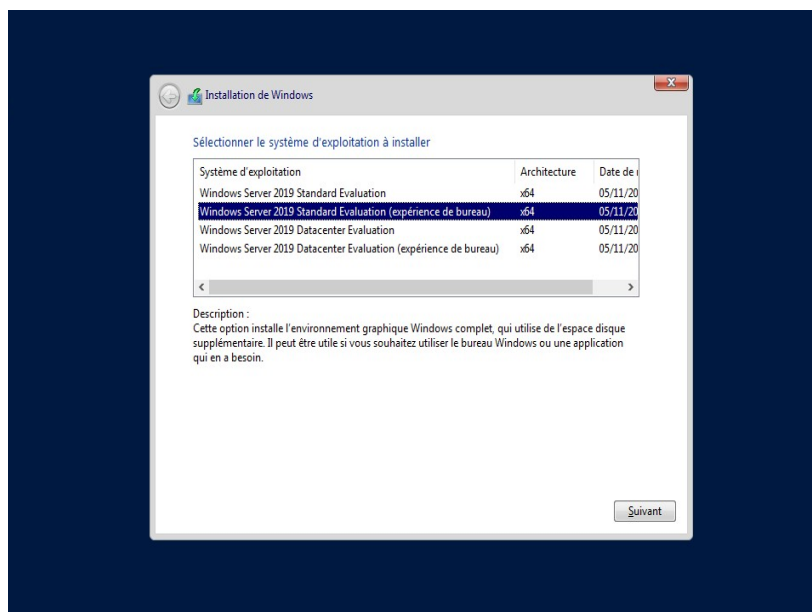 Installation de Windows
Sélectionner le système d'exploitation à installer
Système d'exploitation Architecture Date de
Windows Server 2019 Standard Evaluation x64 05/11/20
Windows Server 2019 Standard Evaluation (expérience de bureau) x64 05/11/20
Windows Server 2019 Datacenter Evaluation x64 05/11/20
Windows Server 2019 Datacenter Evaluation (expérience de bureau) x64 05/11/20
Description :
Cette option installe l'environnement graphique Windows complet, qui utilise de l'espace disque
supplémentaire. Il peut être utile si vous souhaitez utiliser le bureau Windows ou une application
qui en a besoin.
Suivant